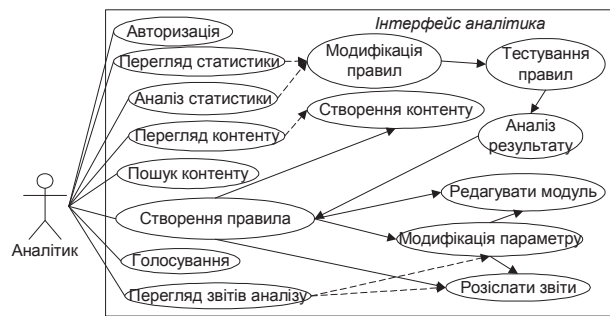 Інтерфейс аналітика
Авторизація
Перегляд статистики
Модифікація
правил
Тестування
правил
Аналіз статистики
Створення контенту
Перегляд контенту
Аналіз
результату
Пошук контенту
Редагувати модуль
Створення правила
Модифікація параметру
Аналітик
Голосування
Перегляд звітів аналізу
Розіслати звіти